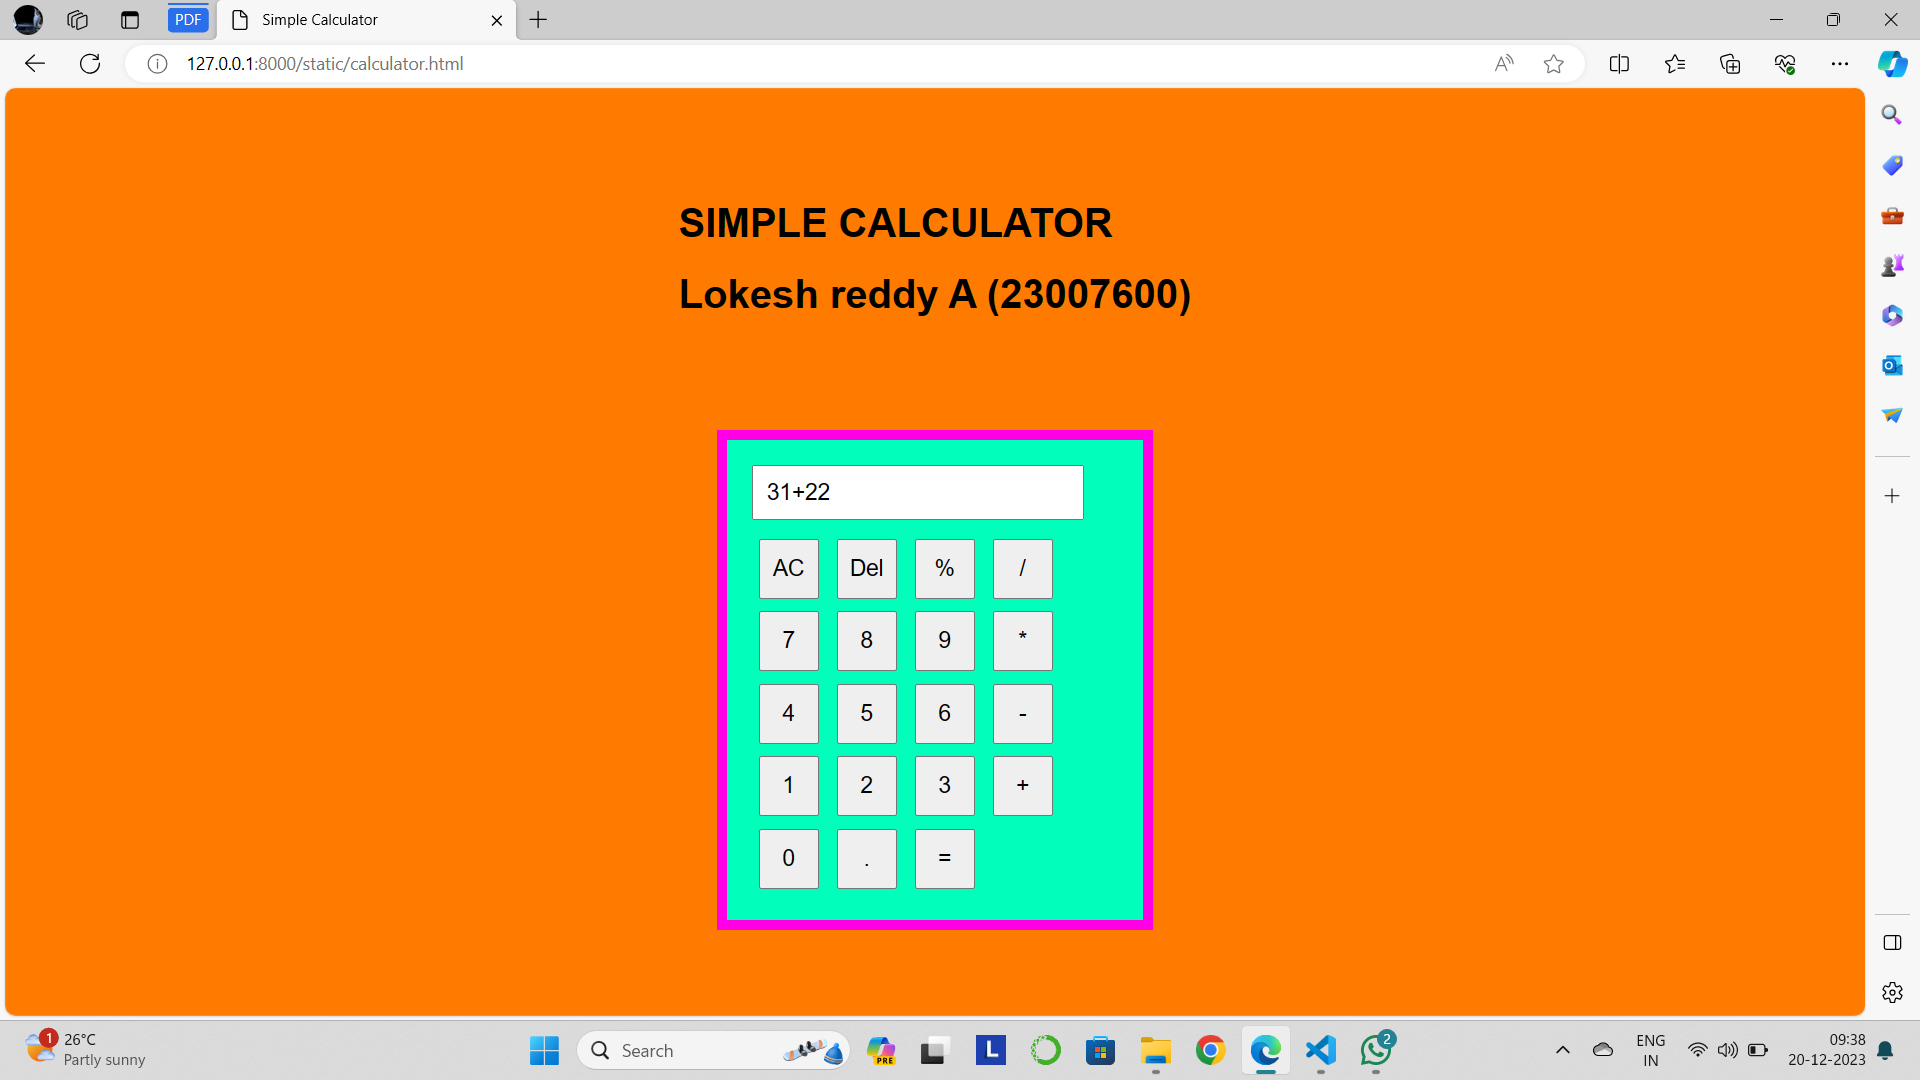 PDF
Simple Calculator
127.0.0.1:8000/static/calculator.html
SIMPLE CALCULATOR
Lokesh reddy A (23007600)
31+22
AC Del % /
7 8 9 *
4 5 6 -
1 2 3 +
0 . =
1
26°C
Partly sunny
Search
PRE
L
2
ENG
IN
09:38
20-12-2023